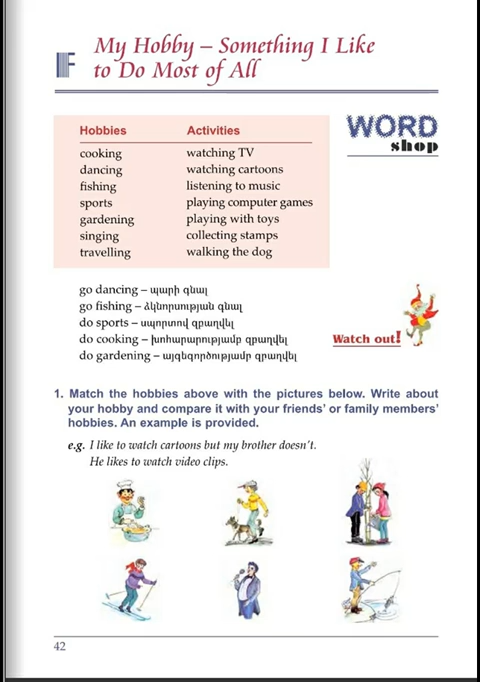 F
My Hobby – Something I Like
to Do Most of All
WORD
shop
Hobbies Activities
cooking watching TV
dancing watching cartoons
fishing listening to music
sports playing computer games
gardening playing with toys
singing collecting stamps
travelling walking the dog
go dancing – պարի գնալ
go fishing – ձկնորսության գնալ
do sports – սպորտով զբաղվել
do cooking – խոհարարությամբ զբաղվել
do gardening – այգեգործությամբ զբաղվել
Watch out!
1. Match the hobbies above with the pictures below. Write about
your hobby and compare it with your friends’ or family members’
hobbies. An example is provided.
e.g. I like to watch cartoons but my brother doesn’t.
He likes to watch video clips.
42